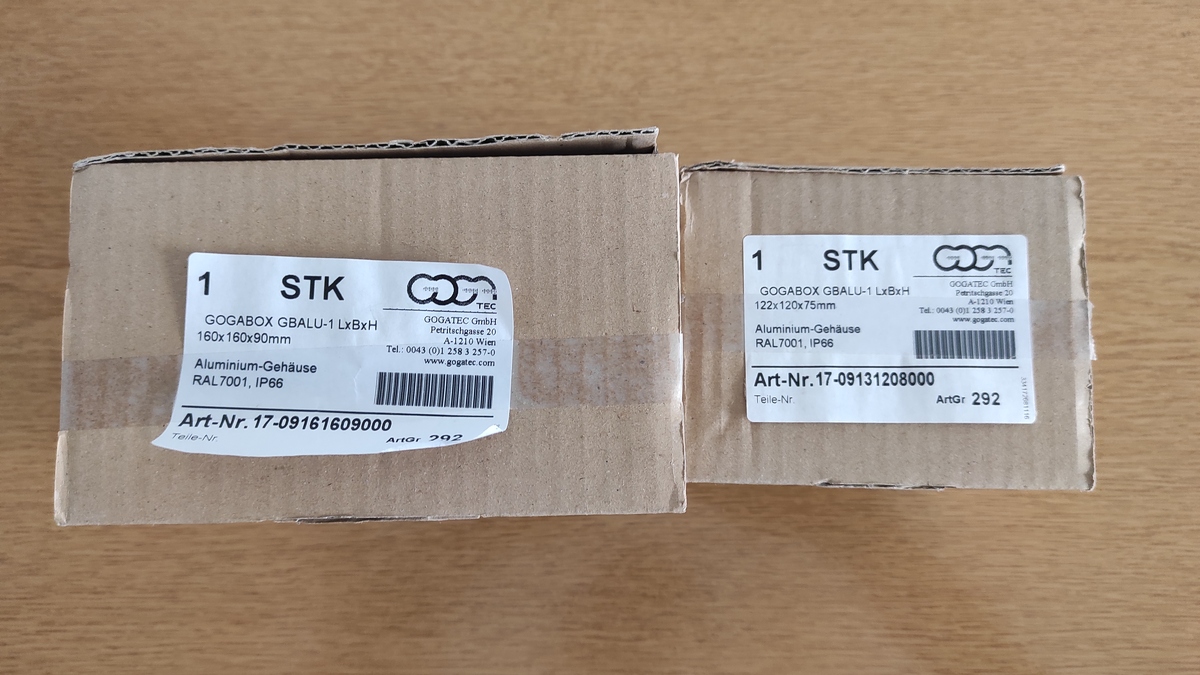 1 STK
TEC
GOGABOX GBALU-1 LxBxH
160x160x90mm
GOGATEC GmbH
Petritschgasse 20
A-1210 Wien
Tel.: 0043 (0)1 258 3 257-0
www.gogatec.com
Aluminium-Gehäuse
RAL7001, IP66
Art-Nr. 17-09161609000
Teile-Nr.
ArtGr 292
1 STK
TEC
GOGABOX GBALU-1 LxBxH
122x120x75mm
GOGATEC GmbH
Petritschgasse 20
A-1210 Wien
Tel.: 0043 (0)1 258 3 257-0
www.gogatec.com
Aluminium-Gehäuse
RAL7001, IP66
Art-Nr. 17-09131208000
Teile-Nr.
ArtGr 292